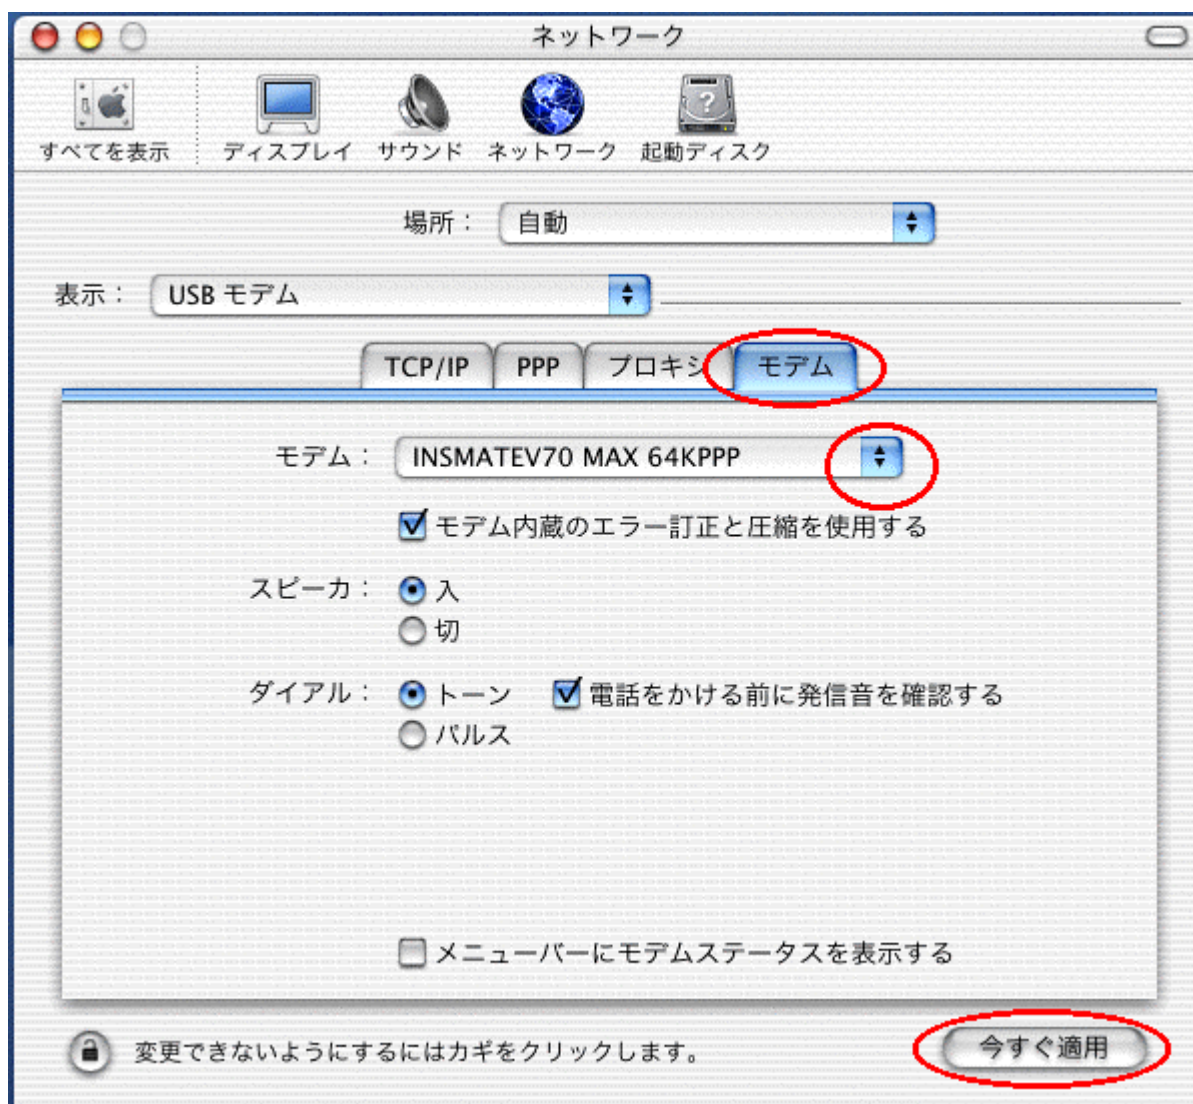 ネットワーク
すべてを表示 ディスプレイ サウンド ネットワーク 起動ディスク
場所： 自動
表示： USB モデム
TCP/IP PPP プロキシ モデム
モデム： INSMATEV70 MAX 64KPPP
モデム内蔵のエラー訂正と圧縮を使用する
スピーカ： 入
切
ダイアル： トーン 電話をかける前に発信音を確認する
パルス
メニューバーにモデムステータスを表示する
変更できないようにするにはカギをクリックします。 今すぐ適用